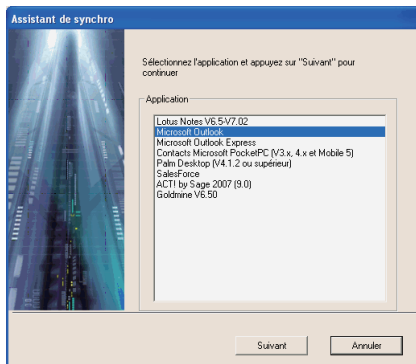 Assistant de synchro
Sélectionnez l'application et appuyez sur "Suivant" pour
continuer
Application
Lotus Notes V6.5-V7.02
Microsoft Outlook
Microsoft Outlook Express
Contacts Microsoft PocketPC (V3.x, 4.x et Mobile 5)
Palm Desktop (V4.1.2 ou supérieur)
SalesForce
ACT! by Sage 2007 (9.0)
Goldmine V6.50
Suivant
Annuler